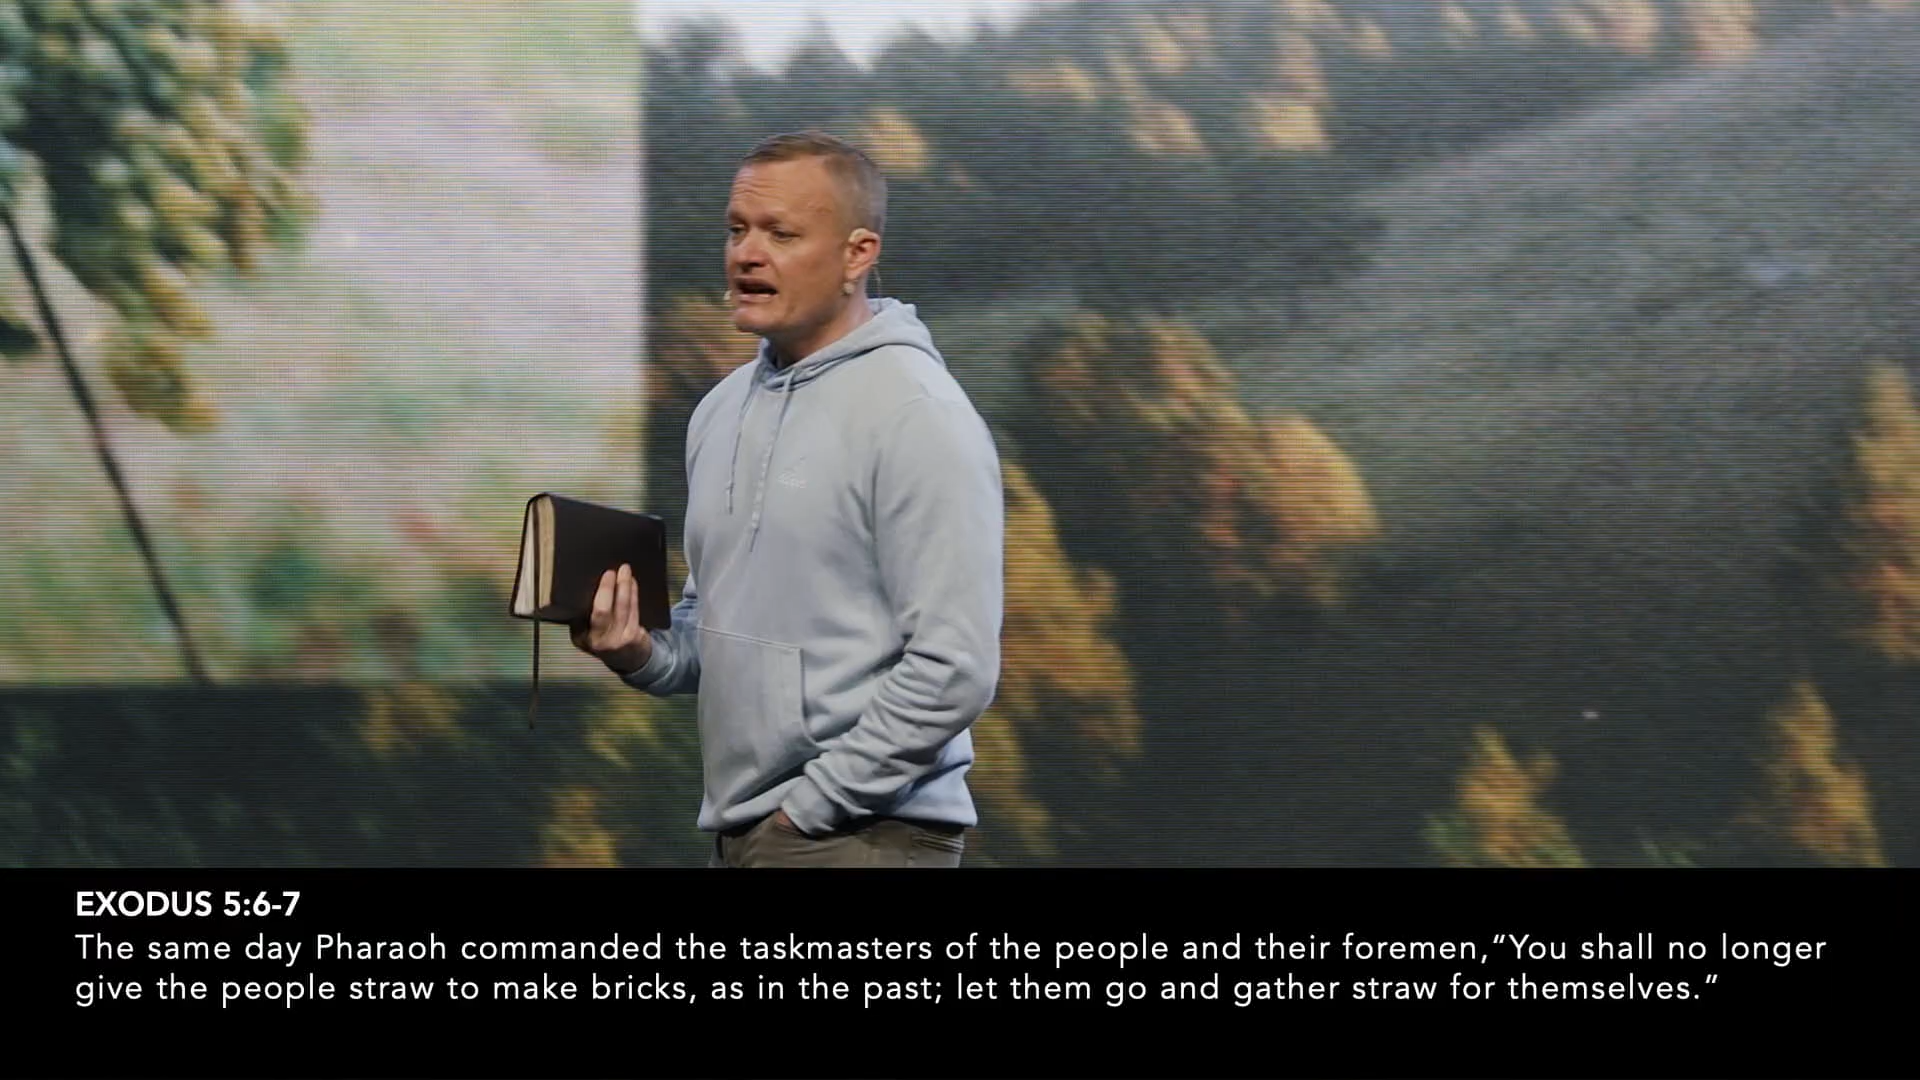 EXODUS 5:6-7
The same day Pharaoh commanded the taskmasters of the people and their foremen,“You shall no longer
give the people straw to make bricks, as in the past; let them go and gather straw for themselves.”